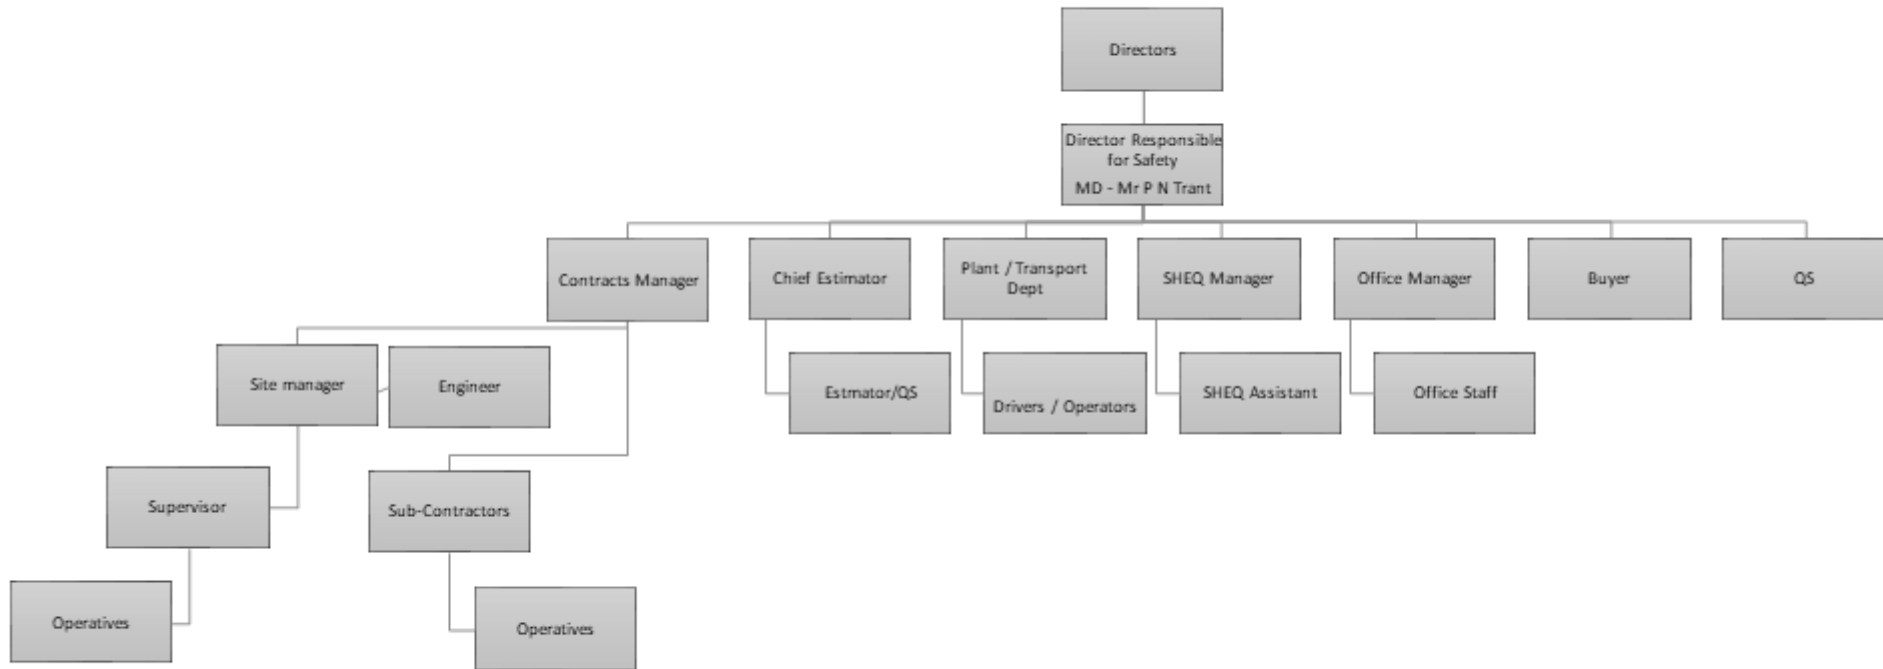 Directors
Director Responsible
for Safety
MD - Mr P N Trant
Contracts Manager
Chief Estimator
Plant / Transport
Dept
SHEQ Manager
Office Manager
Buyer
QS
Site manager
Engineer
Estmator/QS
Drivers / Operators
SHEQ Assistant
Office Staff
Supervisor
Sub-Contractors
Operatives
Operatives